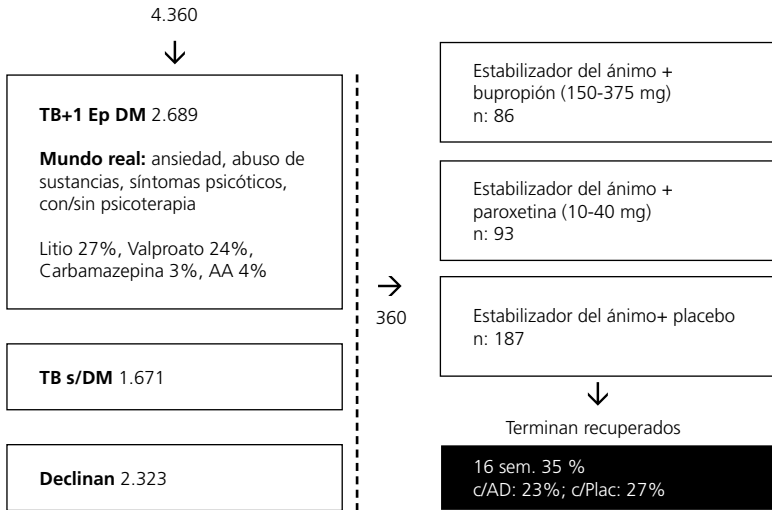 4.360
TB+1 Ep DM 2.689
Mundo real: ansiedad, abuso de
sustancias, síntomas psicóticos,
con/sin psicoterapia
Litio 27%, Valproato 24%,
Carbamazepina 3%, AA 4%
TB s/DM 1.671
Declinan 2.323
360
Estabilizador del ánimo +
bupropión (150-375 mg)
n: 86
Estabilizador del ánimo +
paroxetina (10-40 mg)
n: 93
Estabilizador del ánimo+ placebo
n: 187
Terminan recuperados
16 sem. 35 %
c/AD: 23%; c/Plac: 27%